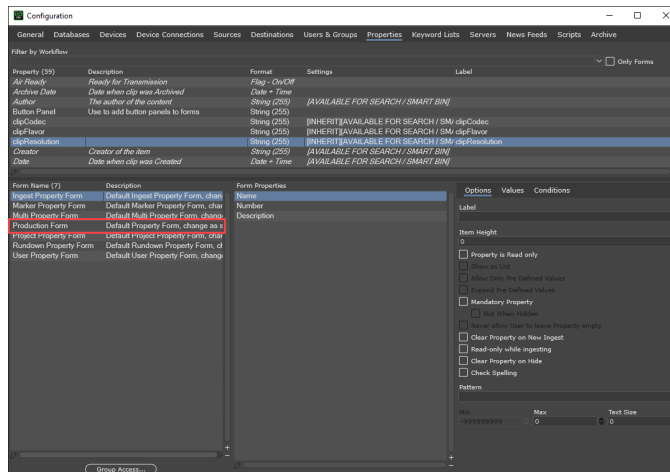 Configuration
General Databases Devices Device Connections Sources Destinations Users & Groups Properties Keyword Lists Servers News Feeds Scripts Archive
Filter by Workflow
Only Forms
Property (59) Description Format Settings Label
Air Ready Ready for Transmission Flag - On/Off
Archive Date Date when clip was Archived Date + Time
Author The author of the content String (255) [AVAILABLE FOR SEARCH / SMART BIN]
Button Panel Use to add button panels to forms String (255)
clipCodec String (255) [INHERIT][AVAILABLE FOR SEARCH / SMA clipCodec
clipFlavor String (255) [INHERIT][AVAILABLE FOR SEARCH / SMA clipFlavor
clipResolution String (255) [INHERIT][AVAILABLE FOR SEARCH / SMA clipResolution
Creator Creator of the item String (255) [AVAILABLE FOR SEARCH / SMART BIN]
Date Date when clip was Created Date + Time [AVAILABLE FOR SEARCH / SMART BIN]
Form Name (7) Description Form Properties
Options Values Conditions
Ingest Property Form Default Ingest Property Form, chan Name
Marker Property Form Default Marker Property Form, char Number
Multi Property Form Default Multi Property Form, change Description
Production Form Default Property Form, change as s
Project Property Form Default Project Property Form, chan
Rundown Property Form Default Rundown Property Form, ch
User Property Form Default User Property Form, change
Label
Item Height
0
Property is Read only
Show as List
Allow Only Pre Defined Values
Expand Pre Defined Values
Mandatory Property
Not When Hidden
Never allow User to leave Property empty
Clear Property on New Ingest
Read-only while ingesting
Clear Property on Hide
Check Spelling
Pattern
Min Max Text Size
-999999999 0 0
Group Access...